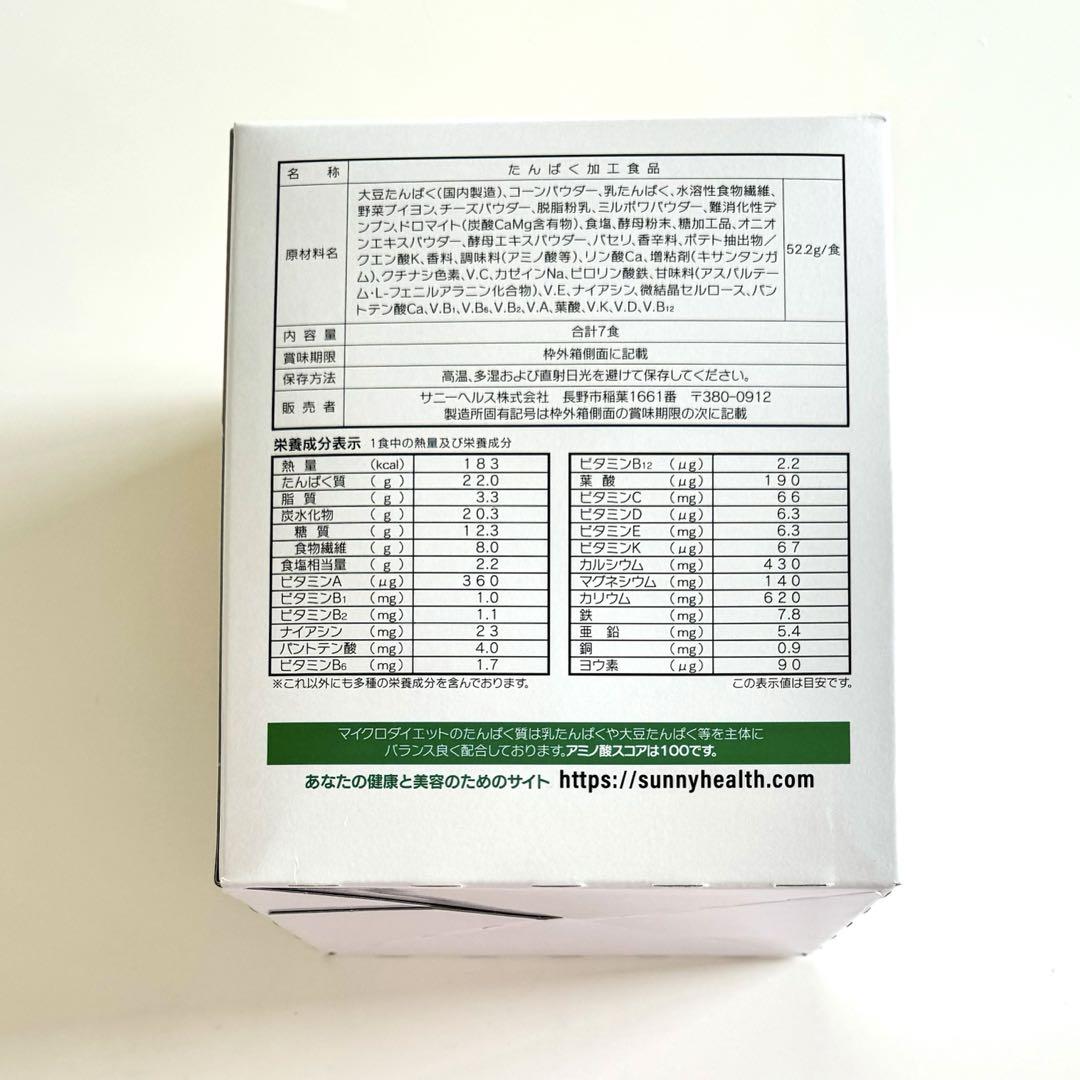 名称 たんぱく加工食品
原材料名
大豆たんぱく(国内製造)、コーンパウダー、乳たんぱく、水溶性食物繊維、
野菜ブイヨン、チーズパウダー、脱脂粉乳、ミルポワパウダー、難消化性デ
ンプン、ドロマイト(炭酸CaMg含有物)、食塩、酵母粉末、糖加工品、オニオ
ンエキスパウダー、酵母エキスパウダー、パセリ、香辛料、ポテト抽出物/
クエン酸K、香料、調味料(アミノ酸等)、リン酸Ca、増粘剤(キサンタンガ
ム)、クチナシ色素、V.C、カゼインNa、ピロリン酸鉄、甘味料(アスパルテー
ム・L-フェニルアラニン化合物)、V.E、ナイアシン、微結晶セルロース、パン
トテン酸Ca、V.B1、V.B6、V.B2、V.A、葉酸、V.K、V.D、V.B12
52.2g/食
内容量 合計7食
賞味期限 枠外箱側面に記載
保存方法 高温、多湿および直射日光を避けて保存してください。
販売者 サニーヘルス株式会社 長野市稲葉1661番 〒380-0912
製造所固有記号は枠外箱側面の賞味期限の次に記載
栄養成分表示 1食中の熱量及び栄養成分
熱量 (kcal) 183
たんぱく質 (g) 22.0
脂質 (g) 3.3
炭水化物 (g) 20.3
糖質 (g) 12.3
食物繊維 (g) 8.0
食塩相当量 (g) 2.2
ビタミンA (μg) 360
ビタミンB1 (mg) 1.0
ビタミンB2 (mg) 1.1
ナイアシン (mg) 23
パントテン酸 (mg) 4.0
ビタミンB6 (mg) 1.7
ビタミンB12 (μg) 2.2
葉酸 (μg) 190
ビタミンC (mg) 66
ビタミンD (μg) 6.3
ビタミンE (mg) 6.3
ビタミンK (μg) 67
カルシウム (mg) 430
マグネシウム (mg) 140
カリウム (mg) 620
鉄 (mg) 7.8
亜鉛 (mg) 5.4
銅 (mg) 0.9
ヨウ素 (μg) 90
※これ以外にも多種の栄養成分を含んでおります。
この表示値は目安です。
マイクロダイエットのたんぱく質は乳たんぱくや大豆たんぱく等を主体に
バランス良く配合しております。アミノ酸スコアは100です。
あなたの健康と美容のためのサイト https://sunnyhealth.com